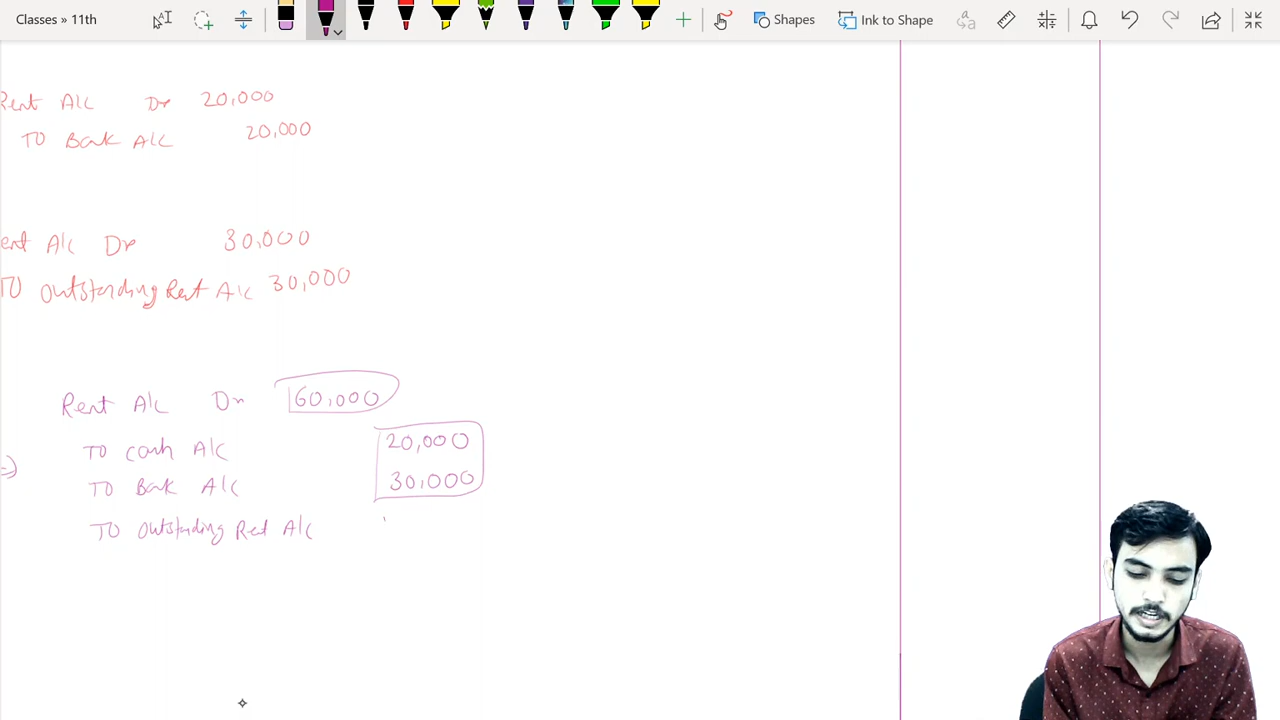 Classes » 11th
Shapes
Ink to Shape
Rent A/c Dr 20,000
To Bank A/c 20,000
ent A/c Dr 30,000
To Outstanding Rent A/c 30,000
Rent A/c Dr 60,000
To cash A/c 20,000
To Bank A/c 30,000
To Outstanding Rent A/c